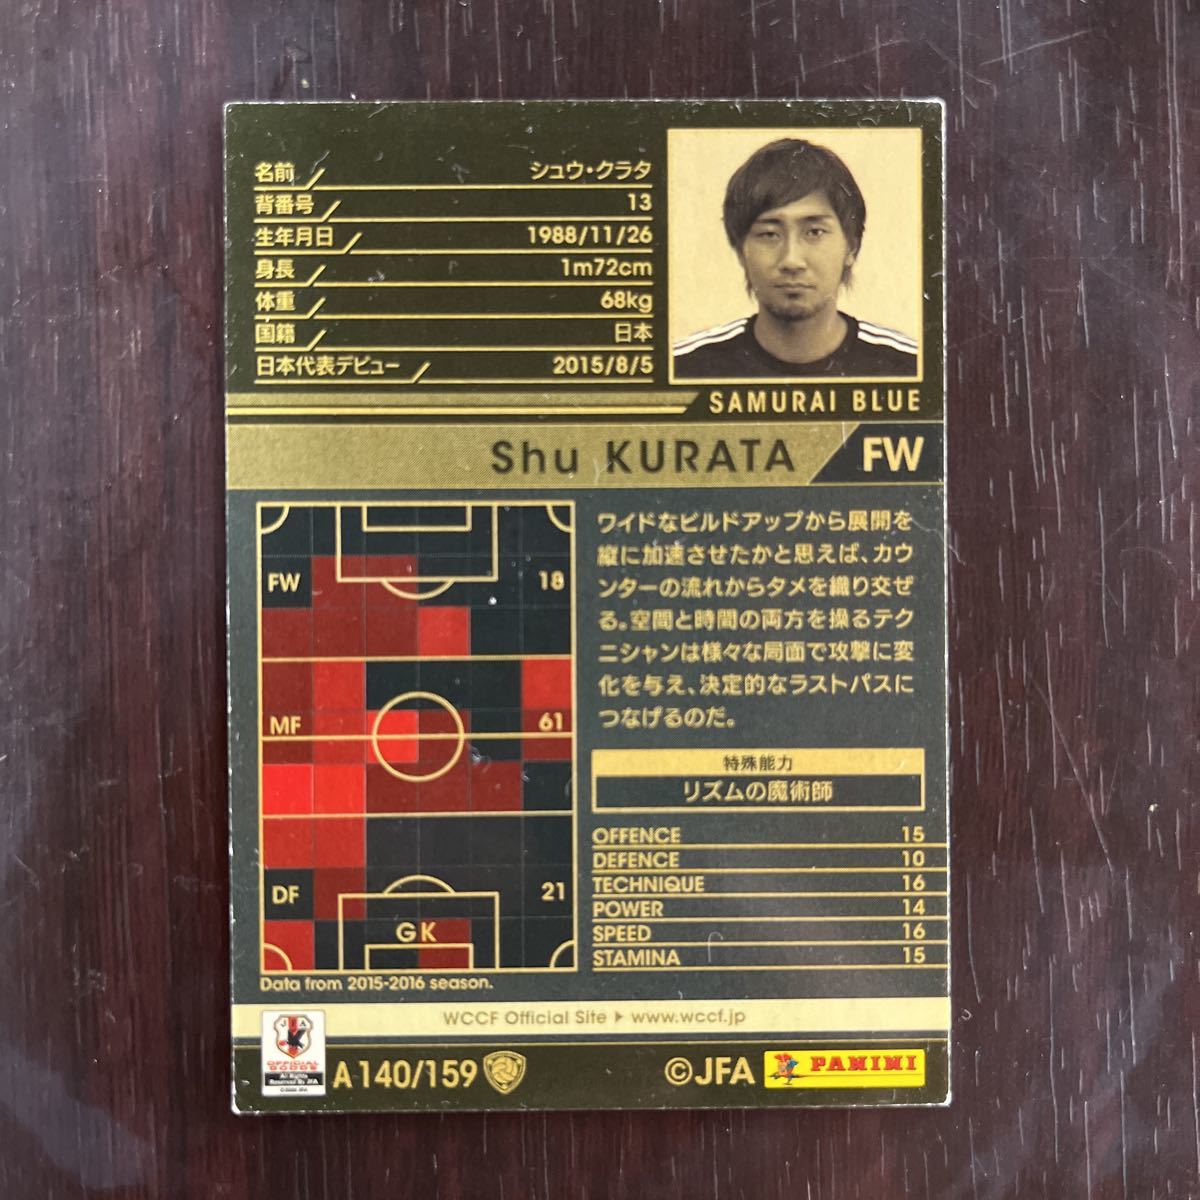 名前 シュウ・クラタ
背番号 13
生年月日 1988/11/26
身長 1m72cm
体重 68kg
国籍 日本
日本代表デビュー 2015/8/5
SAMURAI BLUE
Shu KURATA FW
FW 18
MF 61
DF 21
GK
Data from 2015-2016 season.
ワイドなビルドアップから展開を
縦に加速させたかと思えば、カウ
ンターの流れからタメを織り交ぜ
る。空間と時間の両方を操るテク
ニシャンは様々な局面で攻撃に変
化を与え、決定的なラストパスに
つなげるのだ。
特殊能力
リズムの魔術師
OFFENCE 15
DEFENCE 10
TECHNIQUE 16
POWER 14
SPEED 16
STAMINA 15
WCCF Official Site ▶ www.wccf.jp
JFA
OFFICIAL
GOODS
All Rights
Reserved By JFA
A 140/159
©JFA
PANINI